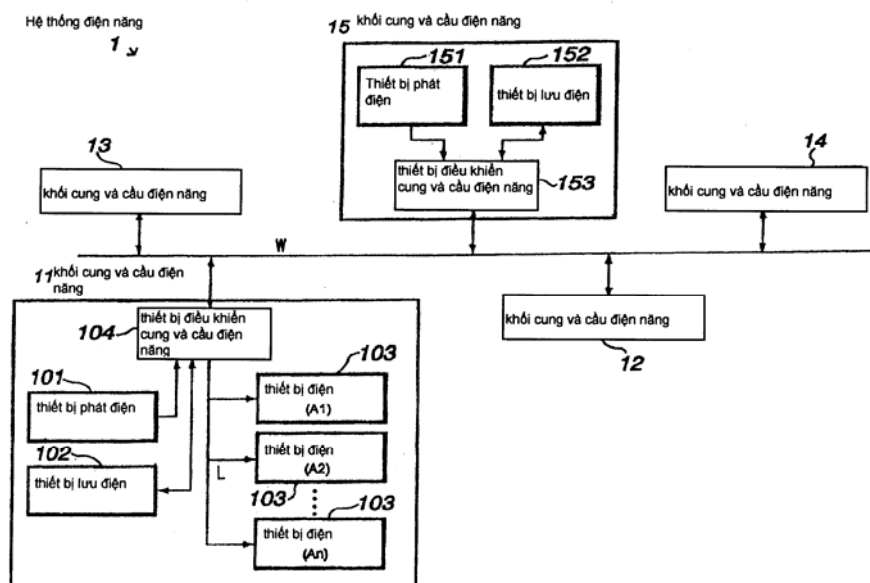 Hệ thống điện năng
1
15 khối cung và cầu điện năng
151
Thiết bị phát
điện
152
thiết bị lưu điện
thiết bị điều khiển
cung và cầu điện năng
153
13
khối cung và cầu điện năng
14
khối cung và cầu điện năng
W
11 khối cung và cầu điện
năng
khối cung và cầu điện năng
12
104
thiết bị điều khiển
cung và cầu điện
năng
101
thiết bị phát điện
102
thiết bị lưu điện
L
103
thiết bị điện
(A1)
thiết bị điện
(A2)
103
103
thiết bị điện
(An)